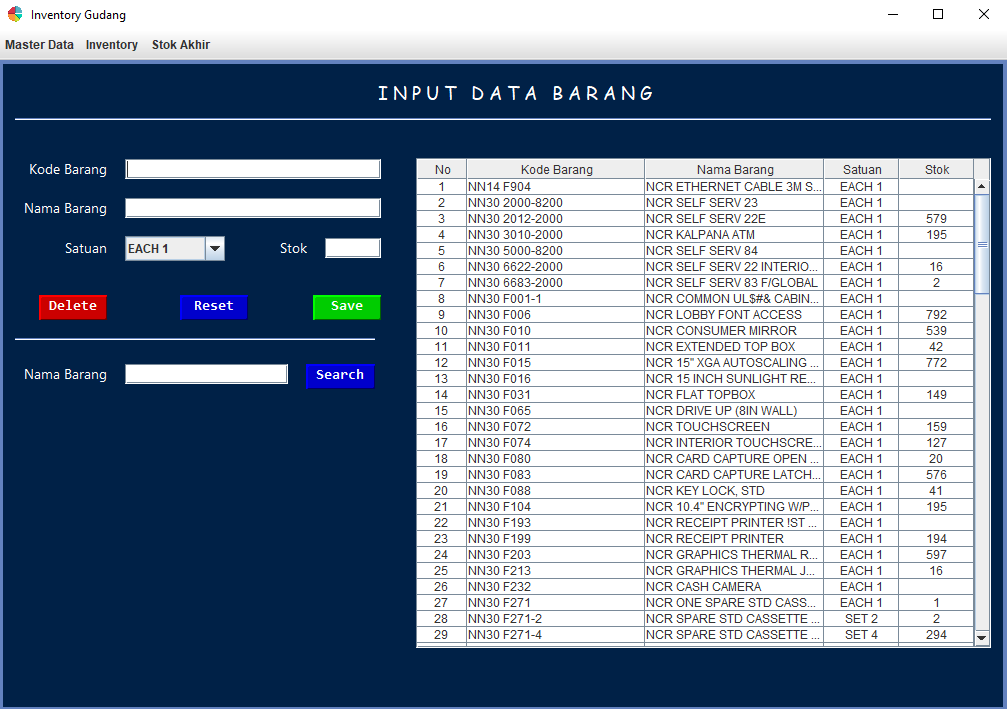 Inventory Gudang
Master Data Inventory Stok Akhir
INPUT DATA BARANG
Kode Barang
Nama Barang
Satuan EACH 1 Stok
Delete Reset Save
Nama Barang Search
No Kode Barang Nama Barang Satuan Stok
1 NN14 F904 NCR ETHERNET CABLE 3M S... EACH 1
2 NN30 2000-8200 NCR SELF SERV 23 EACH 1
3 NN30 2012-2000 NCR SELF SERV 22E EACH 1 579
4 NN30 3010-2000 NCR KALPANA ATM EACH 1 195
5 NN30 5000-8200 NCR SELF SERV 84 EACH 1
6 NN30 6622-2000 NCR SELF SERV 22 INTERIO... EACH 1 16
7 NN30 6683-2000 NCR SELF SERV 83 F/GLOBAL EACH 1 2
8 NN30 F001-1 NCR COMMON UL$#& CABIN... EACH 1
9 NN30 F006 NCR LOBBY FONT ACCESS EACH 1 792
10 NN30 F010 NCR CONSUMER MIRROR EACH 1 539
11 NN30 F011 NCR EXTENDED TOP BOX EACH 1 42
12 NN30 F015 NCR 15" XGA AUTOSCALING ... EACH 1 772
13 NN30 F016 NCR 15 INCH SUNLIGHT RE... EACH 1
14 NN30 F031 NCR FLAT TOPBOX EACH 1 149
15 NN30 F065 NCR DRIVE UP (8IN WALL) EACH 1
16 NN30 F072 NCR TOUCHSCREEN EACH 1 159
17 NN30 F074 NCR INTERIOR TOUCHSCRE... EACH 1 127
18 NN30 F080 NCR CARD CAPTURE OPEN ... EACH 1 20
19 NN30 F083 NCR CARD CAPTURE LATCH... EACH 1 576
20 NN30 F088 NCR KEY LOCK, STD EACH 1 41
21 NN30 F104 NCR 10.4" ENCRYPTING W/P... EACH 1 195
22 NN30 F193 NCR RECEIPT PRINTER !ST ... EACH 1
23 NN30 F199 NCR RECEIPT PRINTER EACH 1 194
24 NN30 F203 NCR GRAPHICS THERMAL R... EACH 1 597
25 NN30 F213 NCR GRAPHICS THERMAL J... EACH 1 16
26 NN30 F232 NCR CASH CAMERA EACH 1
27 NN30 F271 NCR ONE SPARE STD CASS... EACH 1 1
28 NN30 F271-2 NCR SPARE STD CASSETTE ... SET 2 2
29 NN30 F271-4 NCR SPARE STD CASSETTE ... SET 4 294